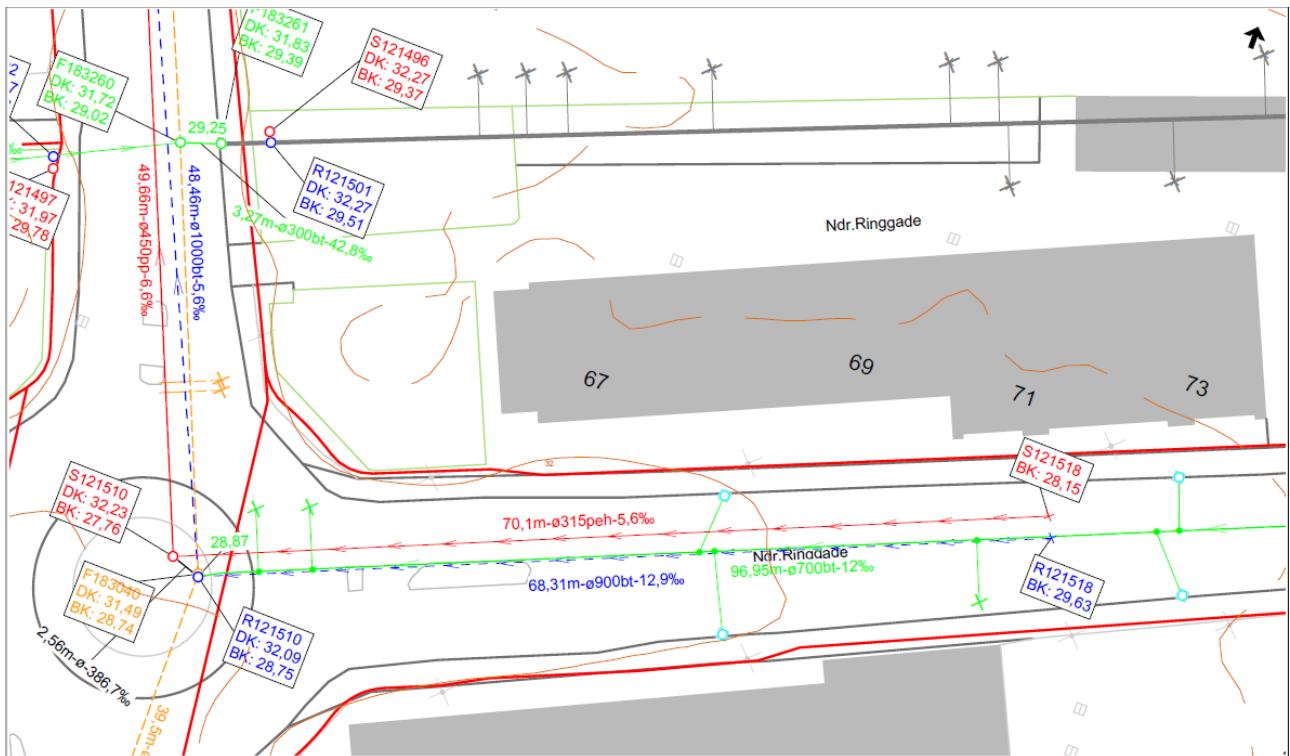 F183261
DK: 31,83
BK: 29,39
S121496
DK: 32,27
BK: 29,37
F183260
DK: 31,72
BK: 29,02
29,25
R121501
DK: 32,27
BK: 29,51
121497
31,97
29,78
49,66m-ø450pp-6,6‰
48,46m-ø1000bt-5,6‰
3,27m-ø300bt-42,8‰
Ndr.Ringgade
67
69
71
73
32
S121518
BK: 28,15
S121510
DK: 32,23
BK: 27,76
28,87
70,1m-ø315peh-5,6‰
Ndr.Ringgade
68,31m-ø900bt-12,9‰
96,95m-ø700bt-12‰
R121518
BK: 29,63
F183040
DK: 31,49
BK: 28,74
R121510
DK: 32,09
BK: 28,75
2,56m-ø-386,7‰
39,5m-ø